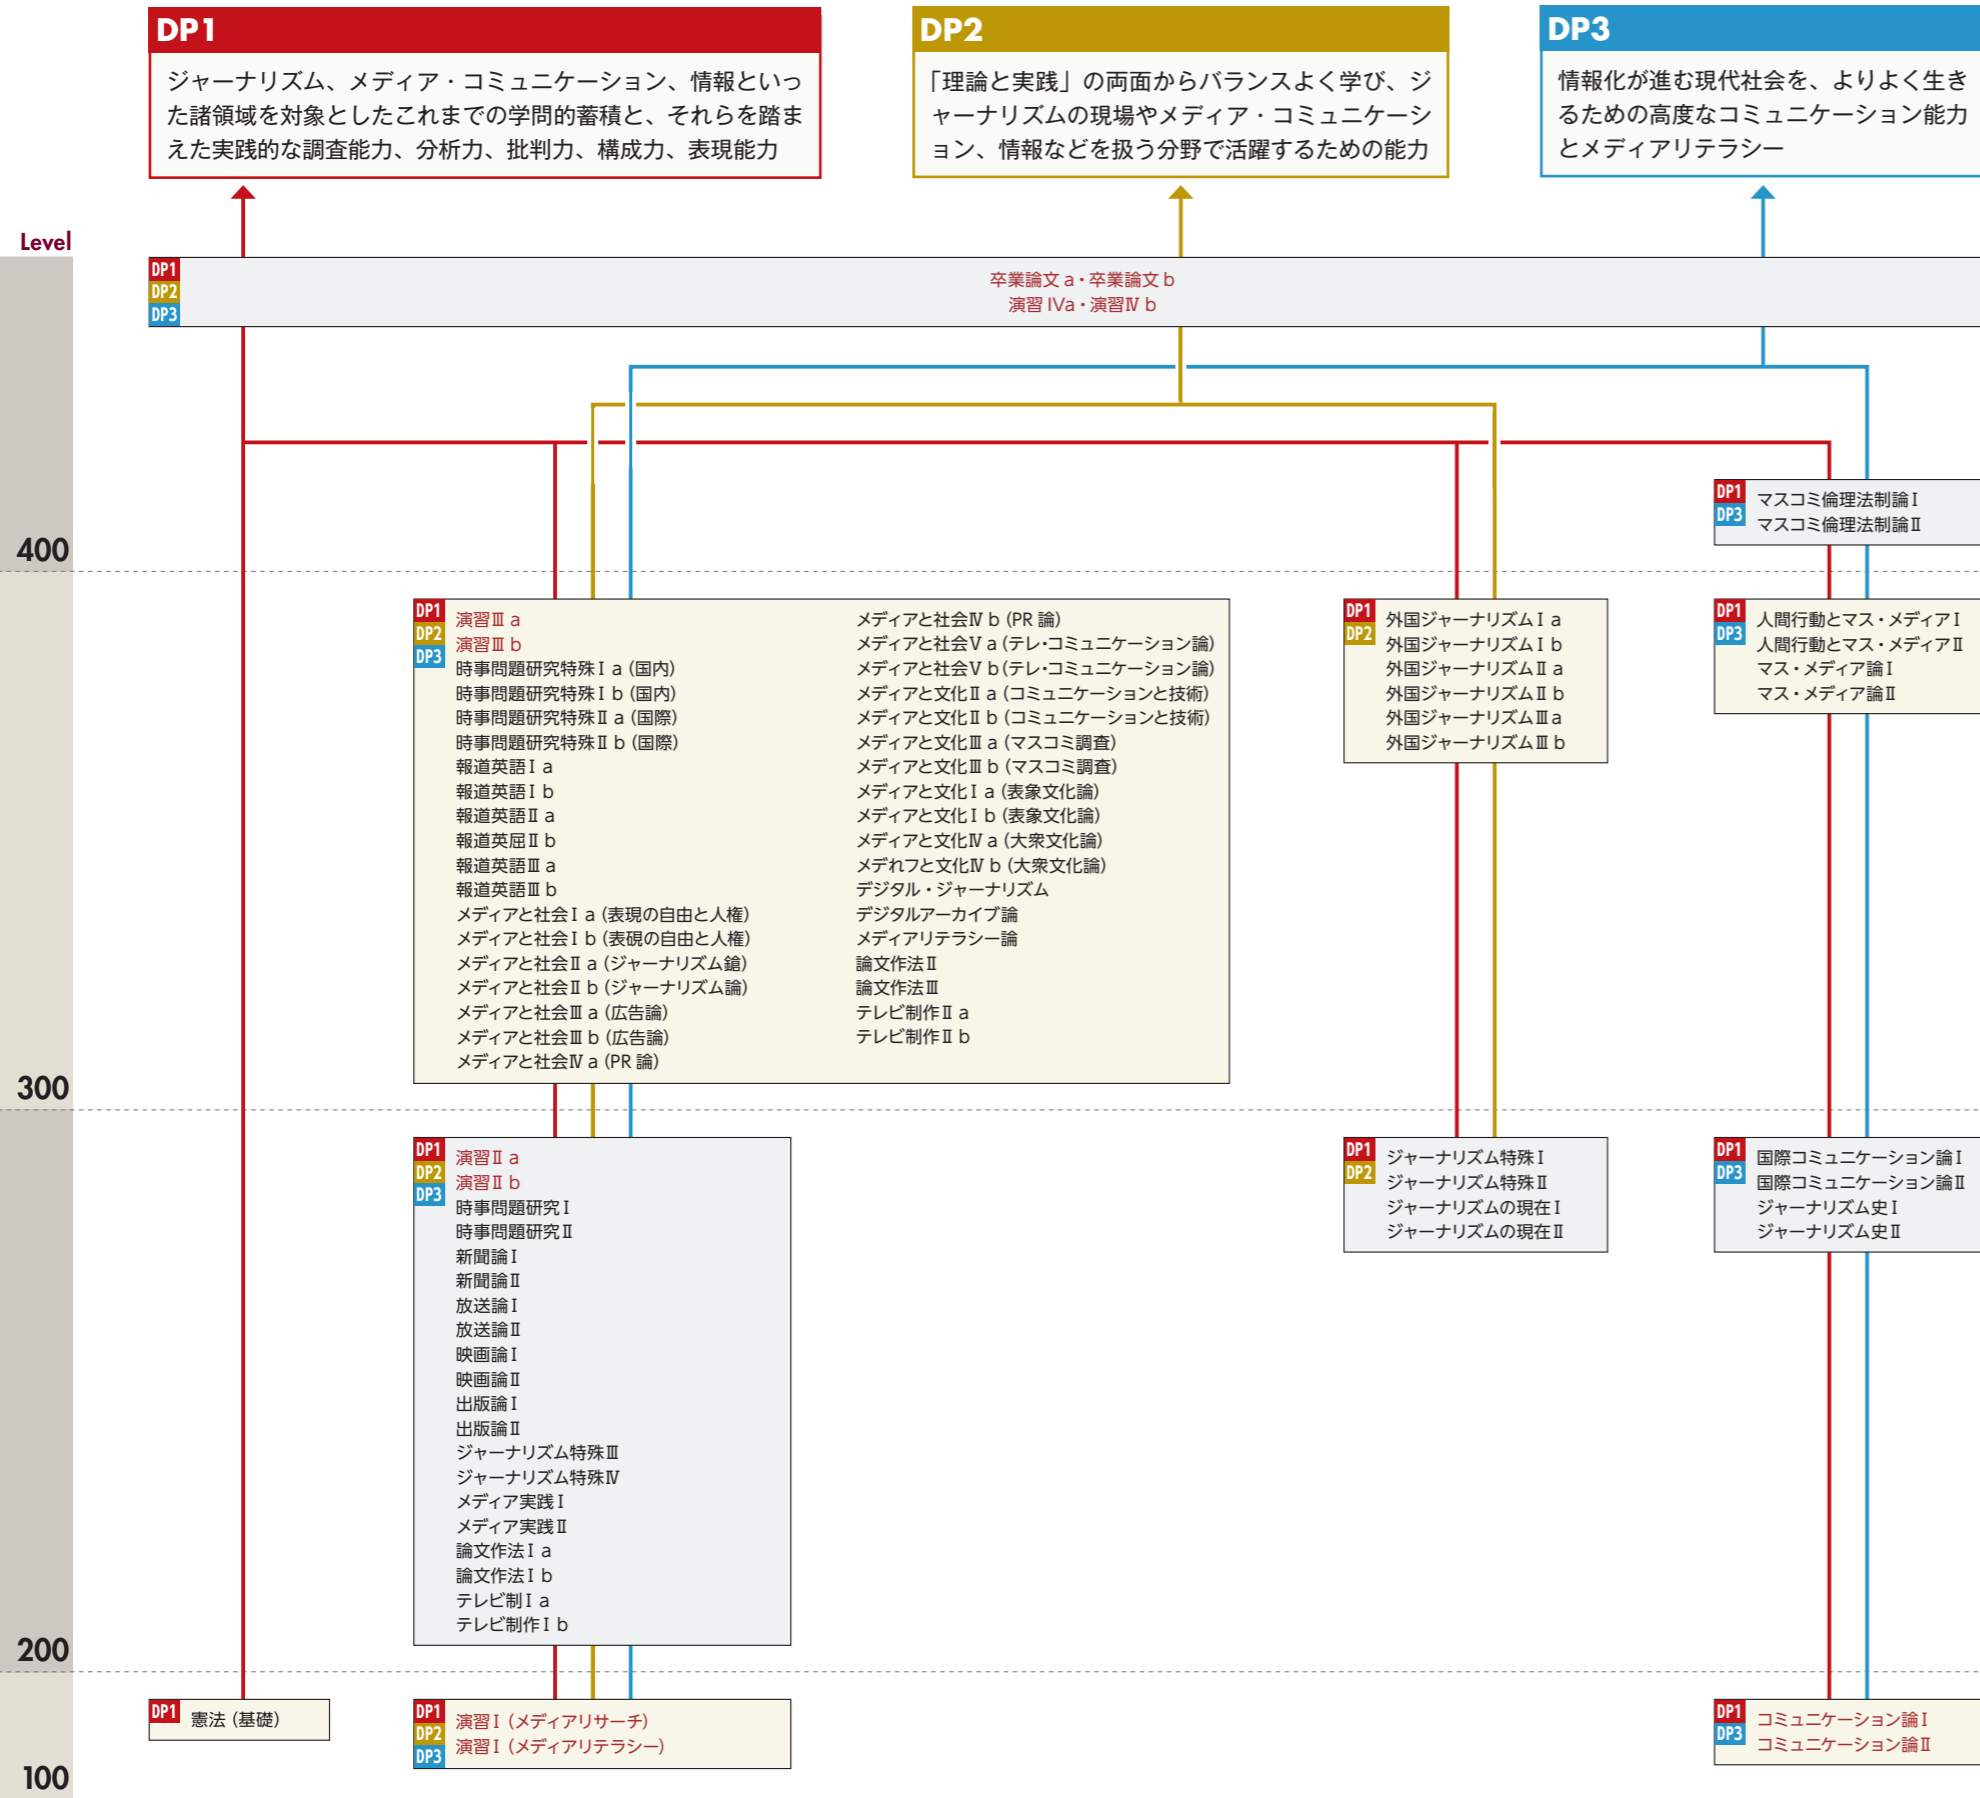 DP1
ジャーナリズム、メディア・コミュニケーション、情報といっ
た諸領域を対象としたこれまでの学問的蓄積と、それらを踏ま
えた実践的な調査能力、分析力、批判力、構成力、表現能力
DP2
「理論と実践」の両面からバランスよく学び、ジ
ャーナリズムの現場やメディア・コミュニケーシ
ョン、情報などを扱う分野で活躍するための能力
DP3
情報化が進む現代社会を、よりよく生き
るための高度なコミュニケーション能力
とメディアリテラシー
Level
DP1
DP2
DP3
卒業論文 a・卒業論文 b
演習 IVa・演習Ⅳ b
DP1
DP3
マスコミ倫理法制論Ⅰ
マスコミ倫理法制論Ⅱ
400
DP1
DP2
DP3
演習Ⅲ a
演習Ⅲ b
時事問題研究特殊Ⅰ a (国内)
時事問題研究特殊Ⅰ b (国内)
時事問題研究特殊Ⅱ a (国際)
時事問題研究特殊Ⅱ b (国際)
報道英語Ⅰ a
報道英語Ⅰ b
報道英語Ⅱ a
報道英屈Ⅱ b
報道英語Ⅲ a
報道英語Ⅲ b
メディアと社会Ⅰ a (表現の自由と人権)
メディアと社会Ⅰ b (表硯の自由と人権)
メディアと社会Ⅱ a (ジャーナリズム鎗)
メディアと社会Ⅱ b (ジャーナリズム論)
メディアと社会Ⅲ a (広告論)
メディアと社会Ⅲ b (広告論)
メディアと社会Ⅳ a (PR 論)
メディアと社会Ⅳ b (PR 論)
メディアと社会Ⅴ a (テレ・コミュニケーション論)
メディアと社会Ⅴ b (テレ・コミュニケーション論)
メディアと文化Ⅱ a (コミュニケーションと技術)
メディアと文化Ⅱ b (コミュニケーションと技術)
メディアと文化Ⅲ a (マスコミ調査)
メディアと文化Ⅲ b (マスコミ調査)
メディアと文化Ⅰ a (表象文化論)
メディアと文化Ⅰ b (表象文化論)
メディアと文化Ⅳ a (大衆文化論)
メデれフと文化Ⅳ b (大衆文化論)
デジタル・ジャーナリズム
デジタルアーカイブ論
メディアリテラシー論
論文作法Ⅱ
論文作法Ⅲ
テレビ制作Ⅱ a
テレビ制作Ⅱ b
DP1
DP2
外国ジャーナリズムⅠ a
外国ジャーナリズムⅠ b
外国ジャーナリズムⅡ a
外国ジャーナリズムⅡ b
外国ジャーナリズムⅢ a
外国ジャーナリズムⅢ b
DP1
DP3
人間行動とマス・メディアⅠ
人間行動とマス・メディアⅡ
マス・メディア論Ⅰ
マス・メディア論Ⅱ
300
DP1
DP2
DP3
演習Ⅱ a
演習Ⅱ b
時事問題研究Ⅰ
時事問題研究Ⅱ
新聞論Ⅰ
新聞論Ⅱ
放送論Ⅰ
放送論Ⅱ
映画論Ⅰ
映画論Ⅱ
出版論Ⅰ
出版論Ⅱ
ジャーナリズム特殊Ⅲ
ジャーナリズム特殊Ⅳ
メディア実践Ⅰ
メディア実践Ⅱ
論文作法Ⅰ a
論文作法Ⅰ b
テレビ制Ⅰ a
テレビ制作Ⅰ b
DP1
DP2
ジャーナリズム特殊Ⅰ
ジャーナリズム特殊Ⅱ
ジャーナリズムの現在Ⅰ
ジャーナリズムの現在Ⅱ
DP1
DP3
国際コミュニケーション論Ⅰ
国際コミュニケーション論Ⅱ
ジャーナリズム史Ⅰ
ジャーナリズム史Ⅱ
200
DP1
憲法 (基礎)
DP1
DP2
DP3
演習Ⅰ (メディアリサーチ)
演習Ⅰ (メディアリテラシー)
DP1
DP3
コミュニケーション論Ⅰ
コミュニケーション論Ⅱ
100